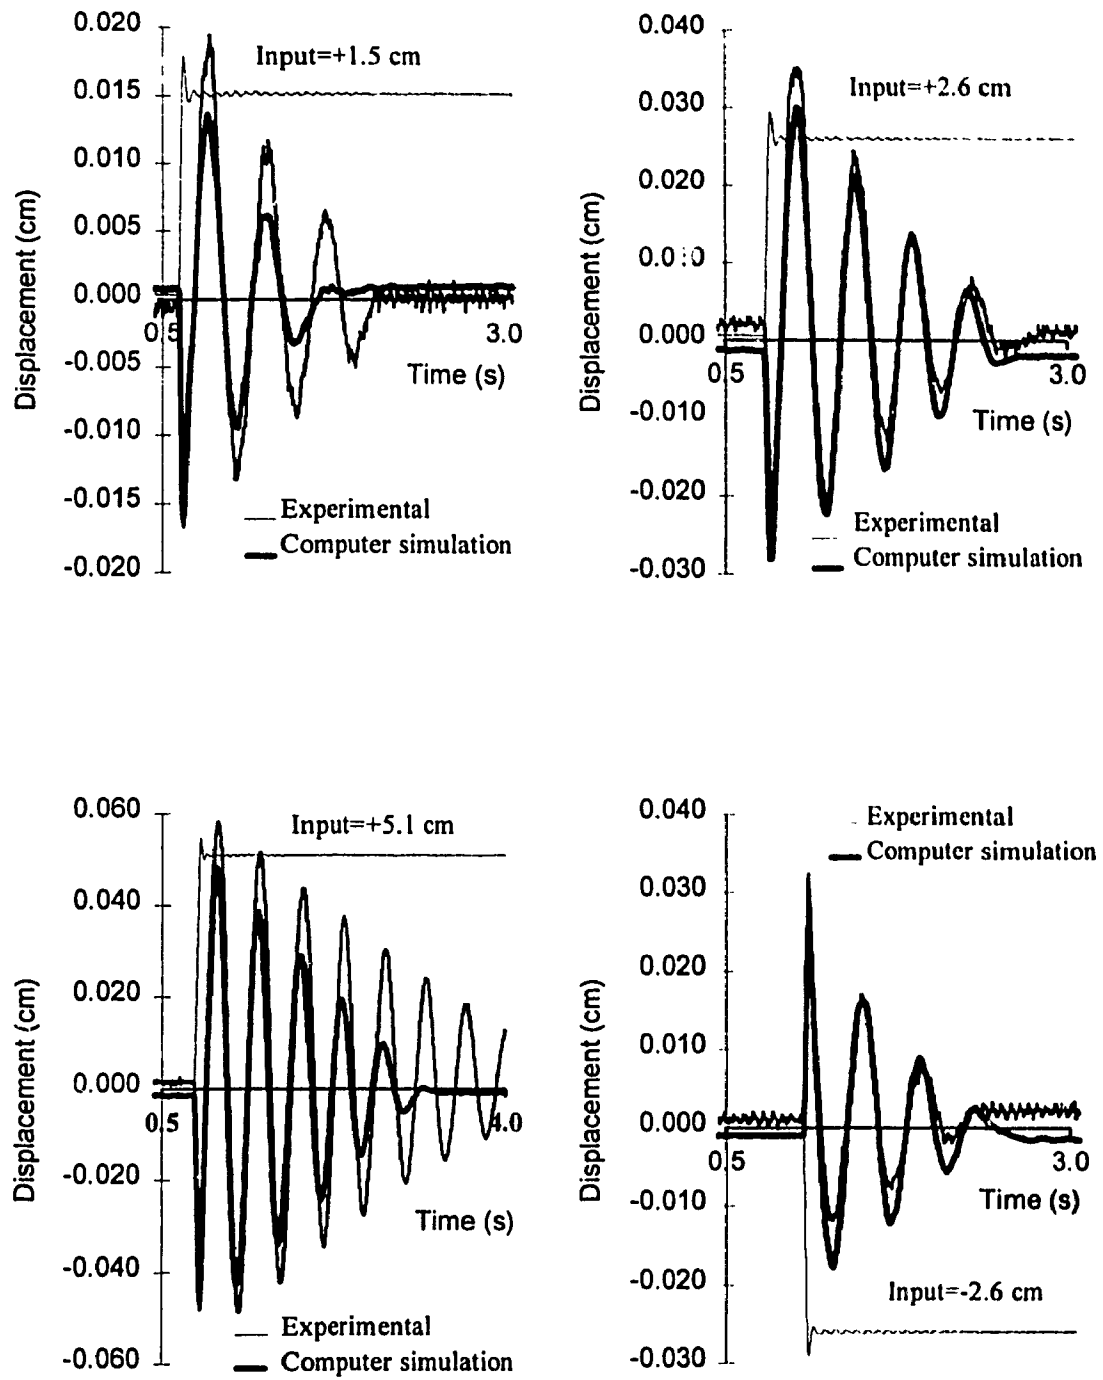 0.020
Input=+1.5 cm
0.015
0.010
0.005
0.000
0.5
3.0
-0.005
Time (s)
-0.010
-0.015
-0.020
Displacement (cm)
Experimental
Computer simulation
0.040
Input=+2.6 cm
0.030
0.020
0.010
0.000
0.5
3.0
-0.010
Time (s)
-0.020
-0.030
Displacement (cm)
Experimental
Computer simulation
0.060
Input=+5.1 cm
0.040
0.020
0.000
0.5
4.0
-0.020
Time (s)
-0.040
-0.060
Displacement (cm)
Experimental
Computer simulation
0.040
Experimental
Computer simulation
0.030
0.020
0.010
0.000
0.5
3.0
-0.010
Time (s)
-0.020
Input=-2.6 cm
-0.030
Displacement (cm)